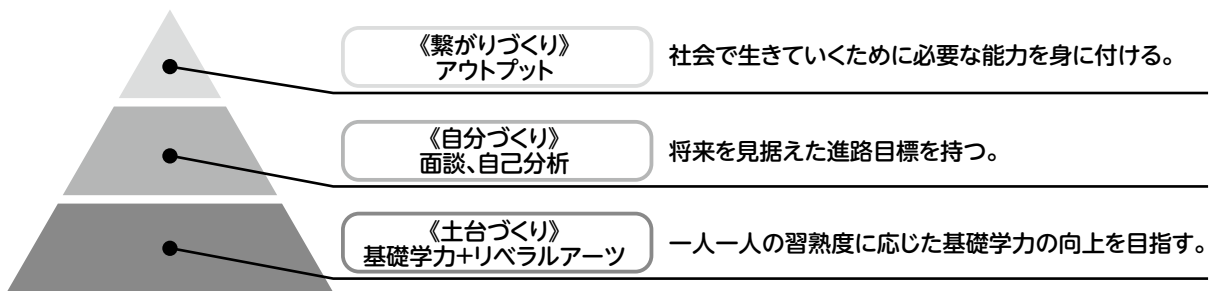 《繋がりづくり》
アウトプット
社会で生きていくために必要な能力を身に付ける。
《自分づくり》
面談、自己分析
将来を見据えた進路目標を持つ。
《土台づくり》
基礎学力+リベラルアーツ
一人一人の習熟度に応じた基礎学力の向上を目指す。